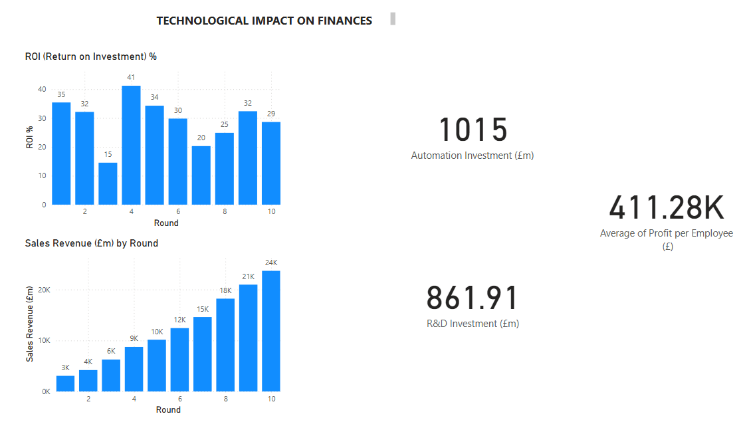 TECHNOLOGICAL IMPACT ON FINANCES
ROI (Return on Investment) %
ROI %
40
30
20
10
0
35
32
15
41
34
30
20
25
32
29
2
4
6
8
10
Round
1015
Automation Investment (£m)
411.28K
Average of Profit per Employee
(£)
Sales Revenue (£m) by Round
Sales Revenue (£m)
20K
10K
0K
3K
4K
6K
9K
10K
12K
15K
18K
21K
24K
2
4
6
8
10
Round
861.91
R&D Investment (£m)